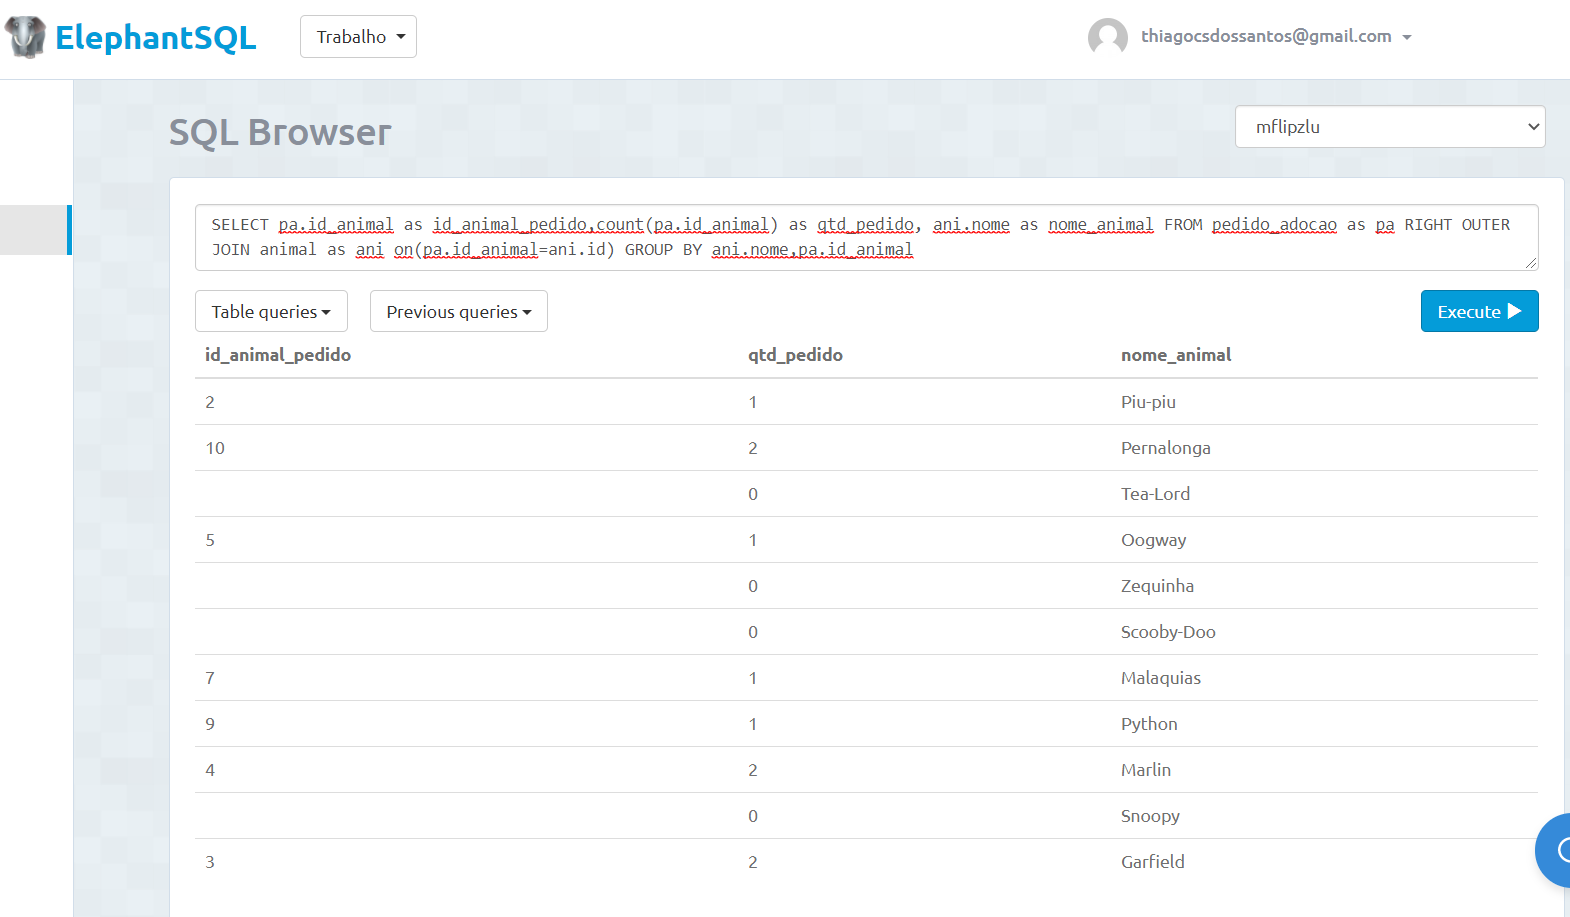 ElephantSQL
Trabalho
thiagocsdossantos@gmail.com
SQL Browser
mflipzlu
SELECT pa.id_animal as id_animal_pedido,count(pa.id_animal) as qtd_pedido, ani.nome as nome_animal FROM pedido_adocao as pa RIGHT OUTER
JOIN animal as ani on(pa.id_animal=ani.id) GROUP BY ani.nome,pa.id_animal
Table queries
Previous queries
Execute
id_animal_pedido qtd_pedido nome_animal
2 1 Piu-piu
10 2 Pernalonga
0 Tea-Lord
5 1 Oogway
0 Zequinha
0 Scooby-Doo
7 1 Malaquias
9 1 Python
4 2 Marlin
0 Snoopy
3 2 Garfield